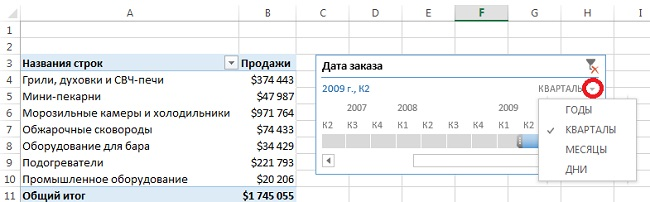 A B C D E F G H I
1
2
3 Названия строк Продажи
4 Грили, духовки и СВЧ-печи $374 443
5 Мини-пекарни $47 987
6 Морозильные камеры и холодильники $971 764
7 Обжарочные сковороды $74 433
8 Оборудование для бара $34 429
9 Подогреватели $221 793
10 Промышленное оборудование $20 206
11 Общий итог $1 745 055
Дата заказа
2009 г., К2 КВАРТАЛЫ
2007 2008 2009
К2 К3 К4 К1 К2 К3 К4 К1 К2
ГОДЫ
КВАРТАЛЫ
МЕСЯЦЫ
ДНИ